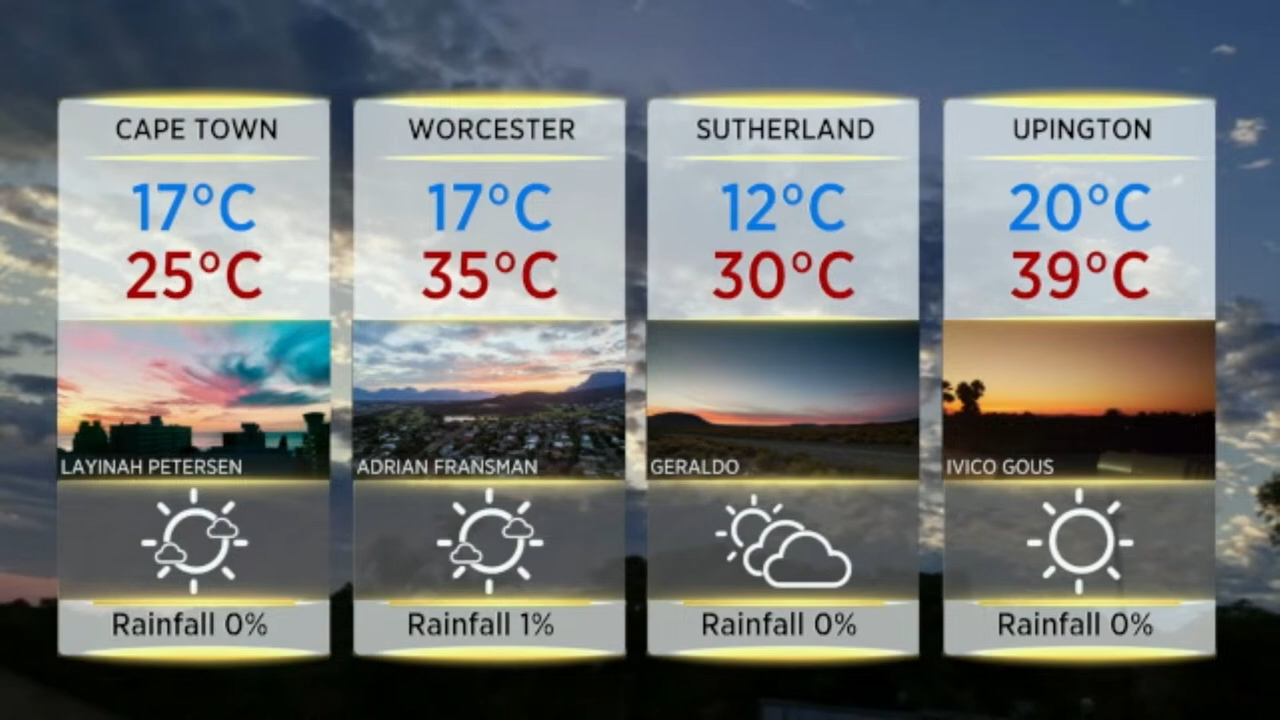 CAPE TOWN
17°C
25°C
LAYINAH PETERSEN
Rainfall 0%
WORCESTER
17°C
35°C
ADRIAN FRANSMAN
Rainfall 1%
SUTHERLAND
12°C
30°C
GERALDO
Rainfall 0%
UPINGTON
20°C
39°C
IVICO GOUS
Rainfall 0%